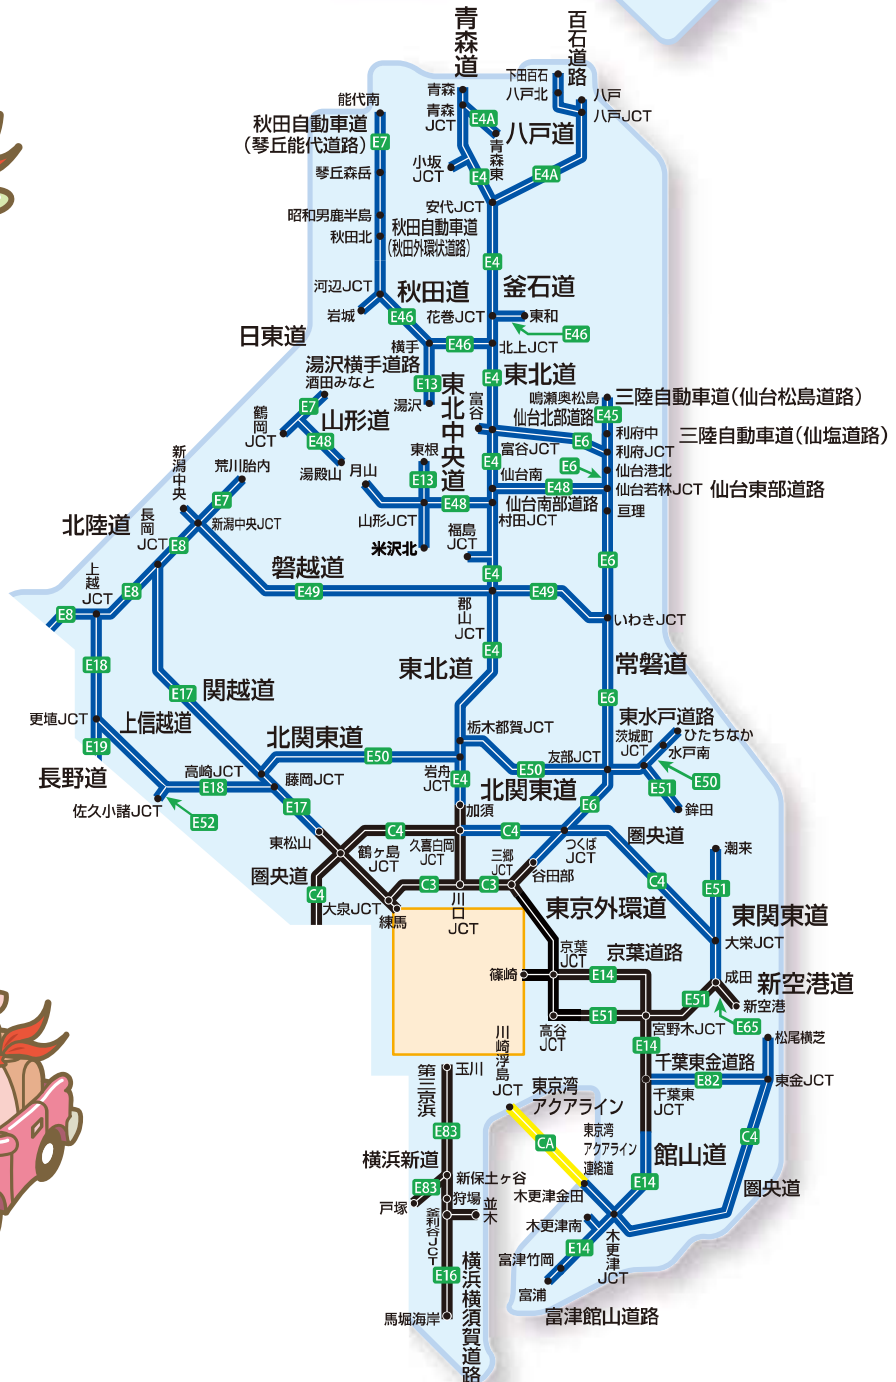 青森道
百石道路
下田百石
八戸北
八戸
八戸JCT
青森
青森JCT
E4A
八戸道
青森東
能代南
秋田自動車道
(琴丘能代道路)
E7
小坂JCT
E4
E4A
琴丘森岳
安代JCT
昭和男鹿半島
秋田自動車道
(秋田外環状道路)
秋田北
E4
河辺JCT
秋田道
釜石道
岩城
E46
花巻JCT
東和
E46
日東道
横手
E46
北上JCT
湯沢横手道路
酒田みなと
E13
東北中央道
E4
東北道
湯沢
富谷
鳴瀬奥松島
三陸自動車道(仙台松島道路)
E45
E7
鶴岡JCT
山形道
E48
仙台北部道路
利府中
三陸自動車道(仙塩道路)
E6
富谷JCT
利府JCT
新潟中央
荒川胎内
湯殿山
月山
東根
E4
E6
仙台港北
E7
E13
仙台南
E48
仙台若林JCT
仙台東部道路
E48
仙台南部道路
亘理
北陸道
長岡JCT
新潟中央JCT
山形JCT
村田JCT
E8
米沢北
福島JCT
上越JCT
磐越道
E4
E6
E8
E8
E49
E49
郡山JCT
いわきJCT
E18
E4
東北道
常磐道
E17
関越道
E6
更埴JCT
上信越道
東水戸道路
E19
北関東道
栃木都賀JCT
茨城町JCT
ひたちなか
水戸南
長野道
E50
友部JCT
高崎JCT
藤岡JCT
岩舟JCT
E50
E50
E18
E4
北関東道
E51
佐久小諸JCT
E52
E17
加須
E6
鉾田
東松山
C4
久喜白岡JCT
C4
つくばJCT
圏央道
鶴ヶ島JCT
三郷JCT
潮来
圏央道
谷田部
C4
C3
C3
E51
C4
大泉JCT
練馬
川口JCT
東京外環道
東関東道
京葉JCT
京葉道路
大栄JCT
篠崎
E14
成田
新空港道
E51
E51
新空港
高谷JCT
宮野木JCT
E65
川崎浮島JCT
E14
松尾横芝
第三京浜
玉川
千葉東金道路
E82
東金JCT
東京湾
アクアライン
千葉東JCT
E83
CA
東京湾
アクアライン
連絡道
館山道
C4
横浜新道
新保土ヶ谷
E14
圏央道
E83
狩場
並木
木更津金田
戸塚
釜利谷JCT
木更津南
木更津JCT
E14
横浜横須賀道路
富津竹岡
E16
富浦
馬堀海岸
富津館山道路